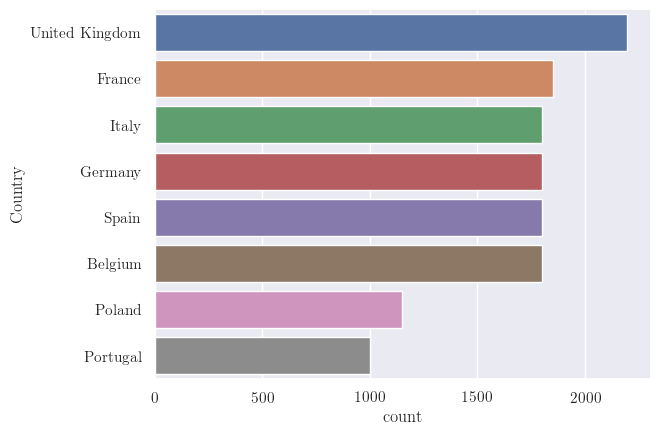 United Kingdom
France
Italy
Germany
Spain
Belgium
Poland
Portugal
Country
0 500 1000 1500 2000
count